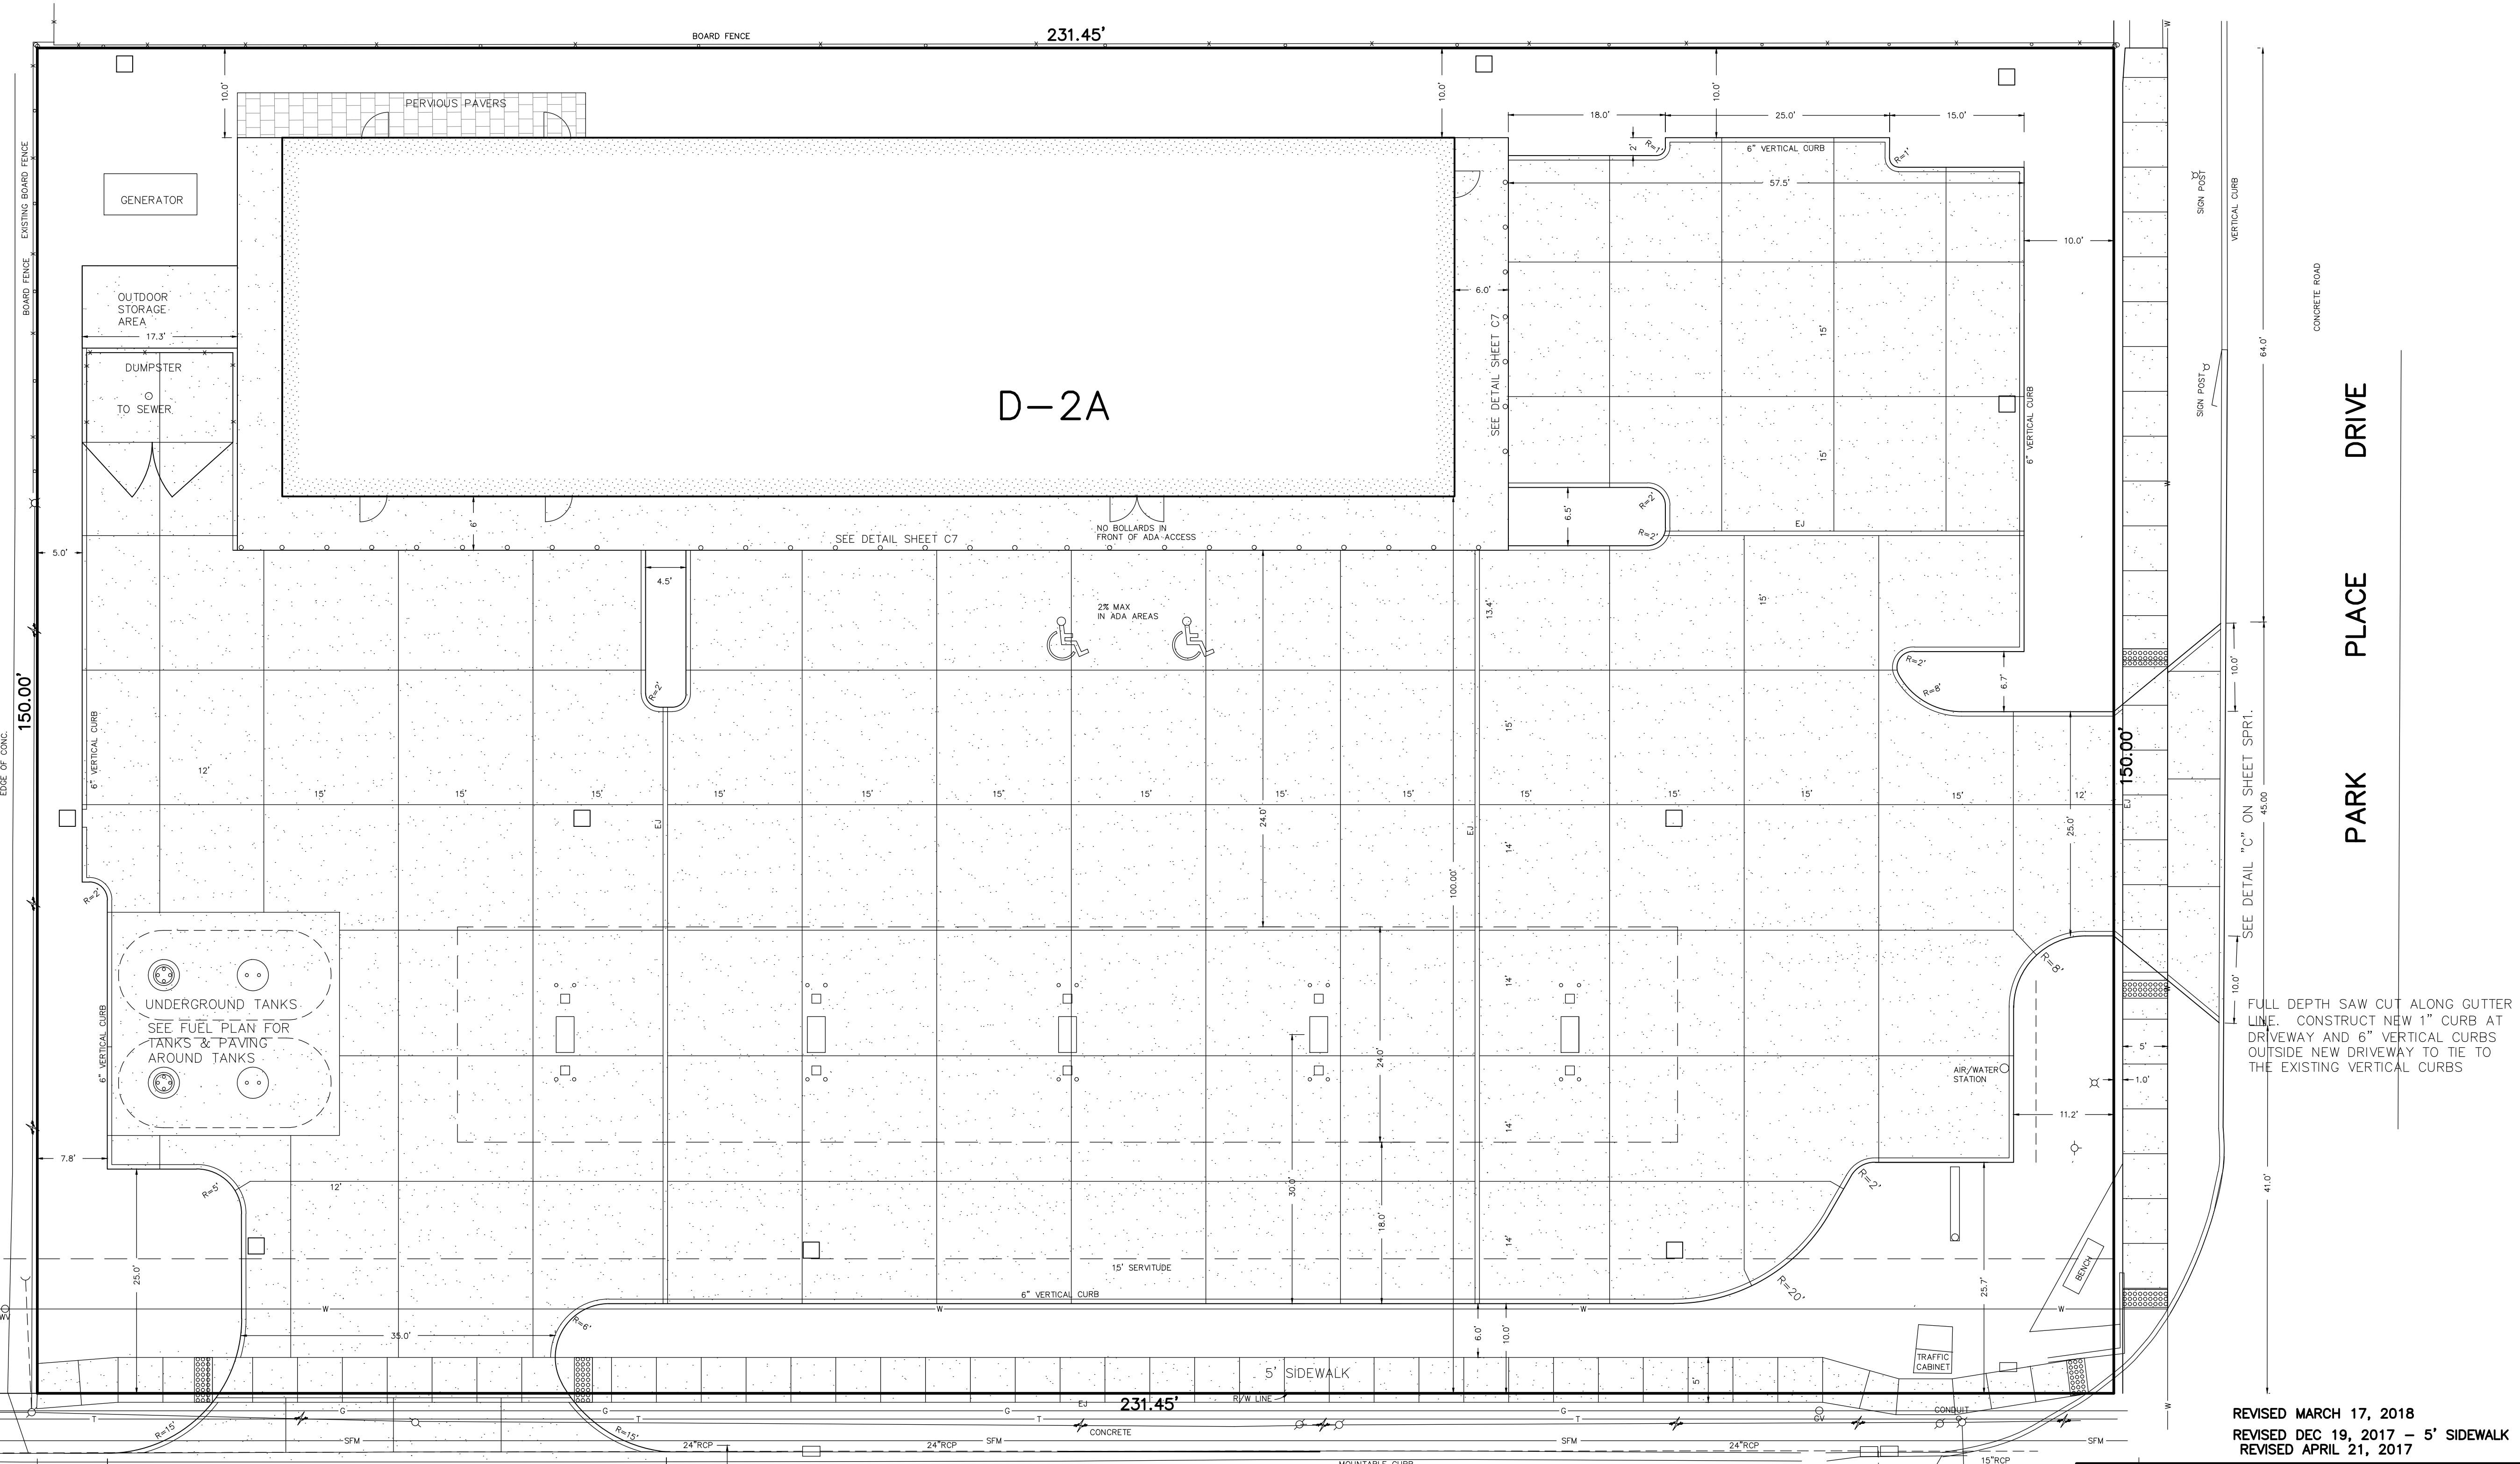 BOARD FENCE
231.45'
10.0'
PERVIOUS PAVERS
10.0'
10.0'
18.0'
25.0'
15.0'
2'
R=1'
6" VERTICAL CURB
R=1'
57.5'
10.0'
EXISTING BOARD FENCE
BOARD FENCE
GENERATOR
OUTDOOR
STORAGE
AREA
17.3'
DUMPSTER
TO SEWER
D-2A
6.0'
SEE DETAIL SHEET C7
15'
15'
6" VERTICAL CURB
SIGN POST
VERTICAL CURB
SIGN POST
CONCRETE ROAD
64.0'
PARK PLACE DRIVE
5.0'
6'
SEE DETAIL SHEET C7
NO BOLLARDS IN
FRONT OF ADA ACCESS
6.5'
R=2'
R=2'
EJ
4.5'
R=2'
2% MAX
IN ADA AREAS
13.4'
15'
15'
R=2'
R=8'
6.7'
10.0'
150.00'
EDGE OF CONC.
6" VERTICAL CURB
12'
15'
15'
15'
15'
15'
15'
15'
15'
15'
15'
15'
15'
15'
12'
EJ
24.0'
EJ
14'
25.0'
150.00'
EJ
45.00
SEE DETAIL "C" ON SHEET SPR1.
R=2'
100.00'
UNDERGROUND TANKS
SEE FUEL PLAN FOR
TANKS & PAVING
AROUND TANKS
6" VERTICAL CURB
24.0'
14'
R=8'
10.0'
FULL DEPTH SAW CUT ALONG GUTTER
LINE. CONSTRUCT NEW 1" CURB AT
DRIVEWAY AND 6" VERTICAL CURBS
OUTSIDE NEW DRIVEWAY TO TIE TO
THE EXISTING VERTICAL CURBS
AIR/WATER
STATION
5'
1.0'
11.2'
14'
7.8'
R=5'
12'
30.0'
18.0'
14'
R=2'
41.0'
25.0'
15' SERVITUDE
6" VERTICAL CURB
R=20'
25.7'
BENCH
WV
W
W
W
W
W
W
W
35.0'
R=6'
6.0'
10.0'
TRAFFIC
CABINET
5' SIDEWALK
5'
R/W LINE
EJ
231.45'
G
G
G
G
T
T
T
T
GV
CONDUIT
R=15'
R=15'
CONCRETE
SFM
SFM
SFM
SFM
24"RCP
24"RCP
24"RCP
15"RCP
MOUNTABLE CURB
REVISED MARCH 17, 2018
REVISED DEC 19, 2017 – 5' SIDEWALK
REVISED APRIL 21, 2017